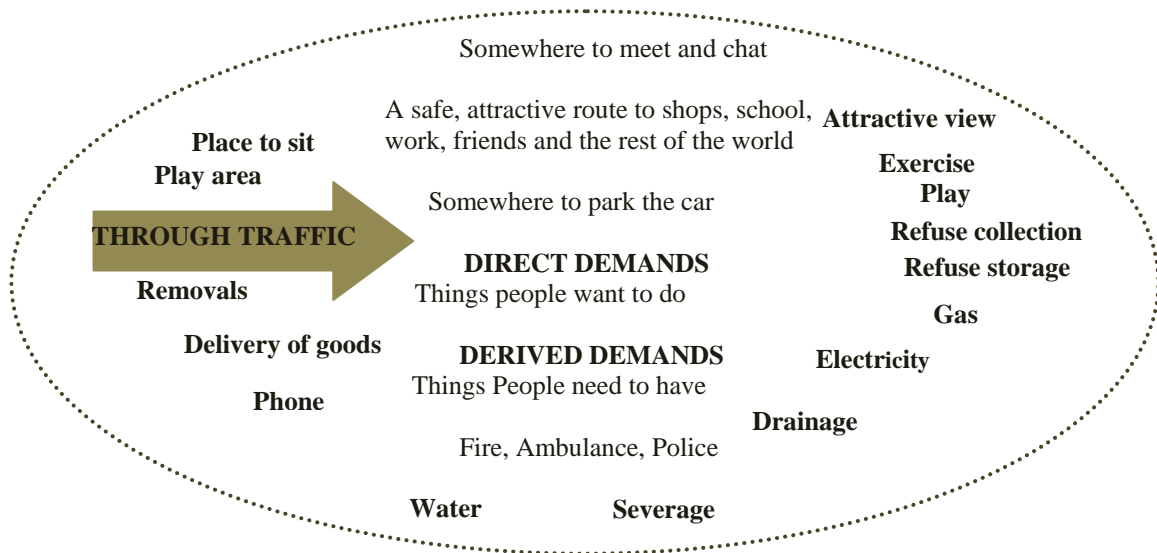 Somewhere to meet and chat
A safe, attractive route to shops, school,
work, friends and the rest of the world
Attractive view
Place to sit
Play area
Exercise
Play
Somewhere to park the car
THROUGH TRAFFIC
Refuse collection
DIRECT DEMANDS
Things people want to do
Refuse storage
Removals
Gas
Delivery of goods
DERIVED DEMANDS
Things People need to have
Electricity
Phone
Drainage
Fire, Ambulance, Police
Water
Severage